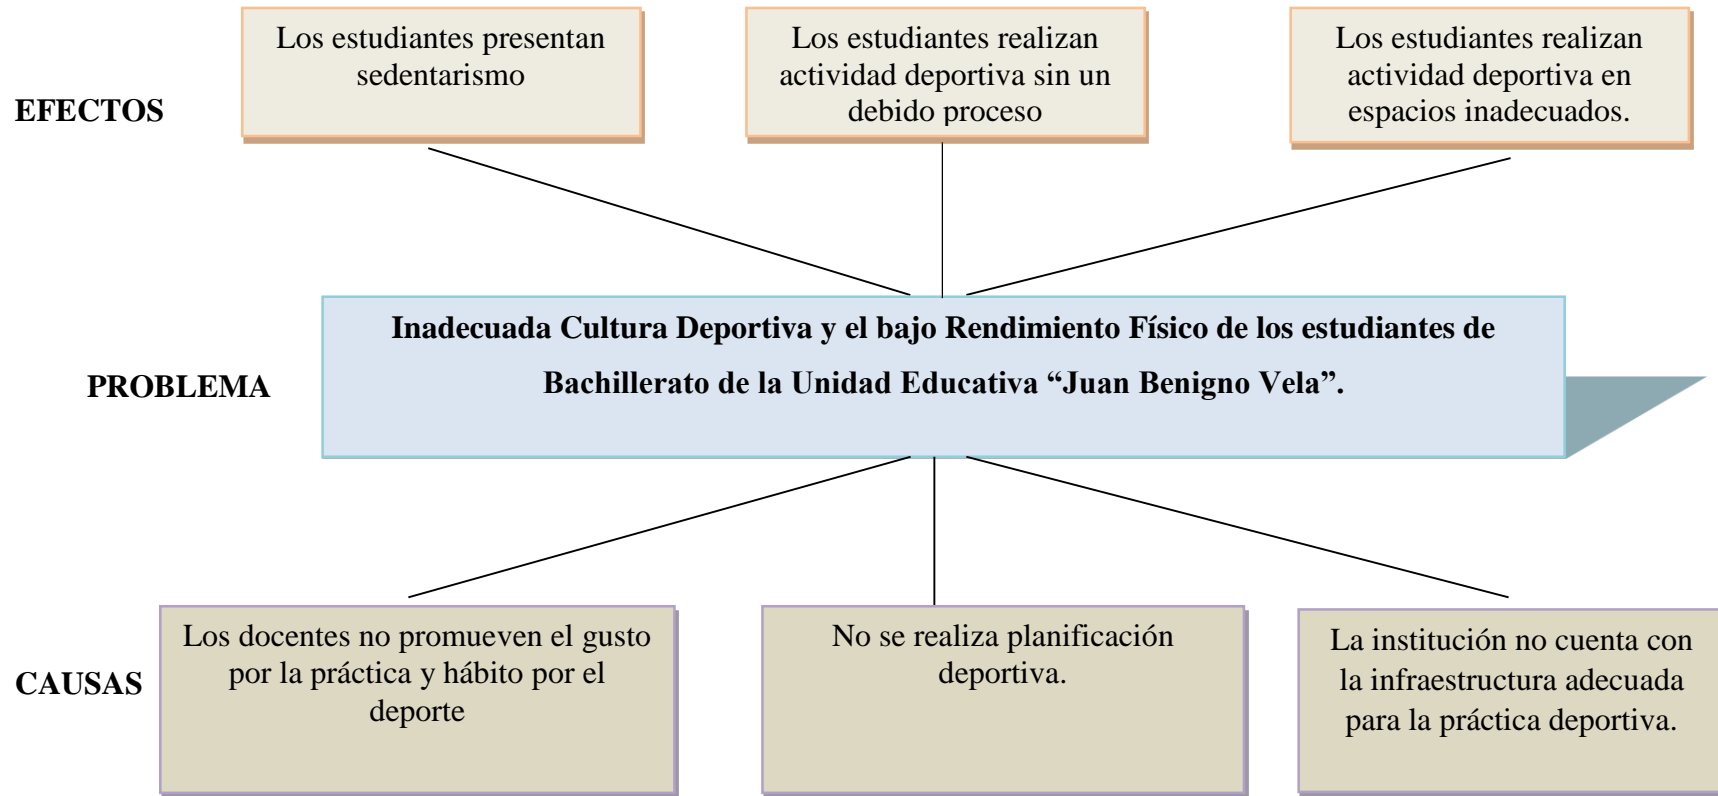 Los estudiantes presentan
sedentarismo
Los estudiantes realizan
actividad deportiva sin un
debido proceso
Los estudiantes realizan
actividad deportiva en
espacios inadecuados.
EFECTOS
Inadecuada Cultura Deportiva y el bajo Rendimiento Físico de los estudiantes de
Bachillerato de la Unidad Educativa “Juan Benigno Vela”.
PROBLEMA
Los docentes no promueven el gusto
por la práctica y hábito por el
deporte
No se realiza planificación
deportiva.
La institución no cuenta con
la infraestructura adecuada
para la práctica deportiva.
CAUSAS